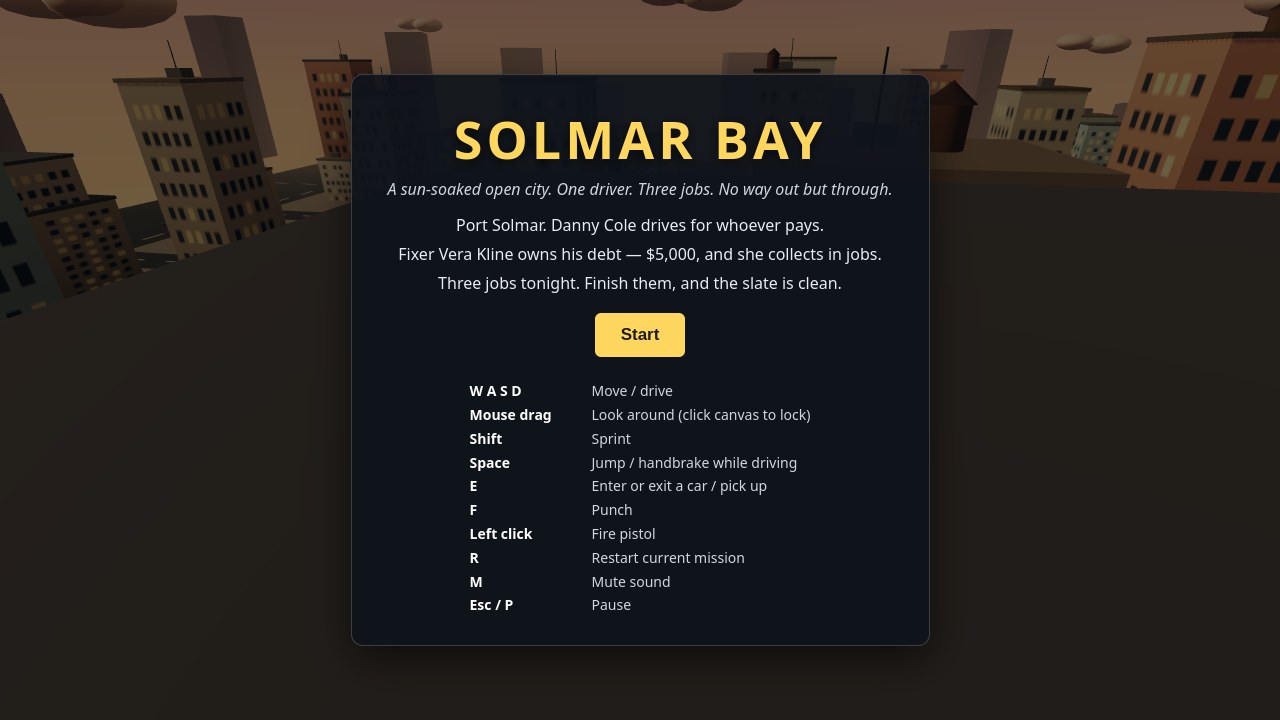 SOLMAR BAY
A sun-soaked open city. One driver. Three jobs. No way out but through.
Port Solmar. Danny Cole drives for whoever pays.
Fixer Vera Kline owns his debt — $5,000, and she collects in jobs.
Three jobs tonight. Finish them, and the slate is clean.
Start
W A S D Move / drive
Mouse drag Look around (click canvas to lock)
Shift Sprint
Space Jump / handbrake while driving
E Enter or exit a car / pick up
F Punch
Left click Fire pistol
R Restart current mission
M Mute sound
Esc / P Pause